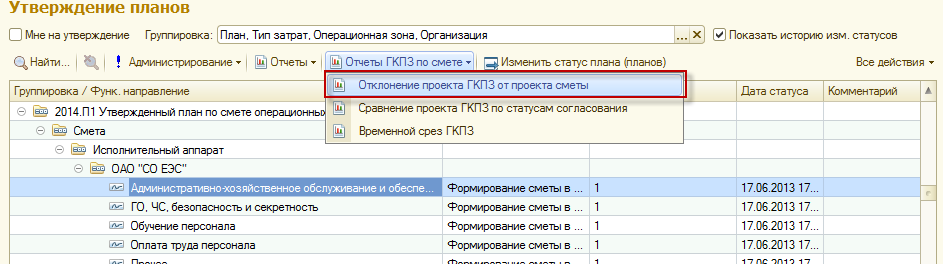 Утверждение планов
Мне на утверждение Группировка: План, Тип затрат, Операционная зона, Организация ... × Показать историю изм. статусов
Найти... Администрирование Отчеты Отчеты ГКПЗ по смете Изменить статус плана (планов) Все действия
Группировка / Функ. направление Дата статуса Комментарий
Отклонение проекта ГКПЗ от проекта сметы
2014.П1 Утвержденный план по смете операционных
Сравнение проекта ГКПЗ по статусам согласования
Смета
Временной срез ГКПЗ
Исполнительный аппарат
ОАО "СО ЕЭС"
Административно-хозяйственное обслуживание и обеспе... Формирование сметы в ... 1 17.06.2013 17...
ГО, ЧС, безопасность и секретность Формирование сметы в ... 1 17.06.2013 17...
Обучение персонала Формирование сметы в ... 1 17.06.2013 17...
Оплата труда персонала Формирование сметы в ... 1 17.06.2013 17...